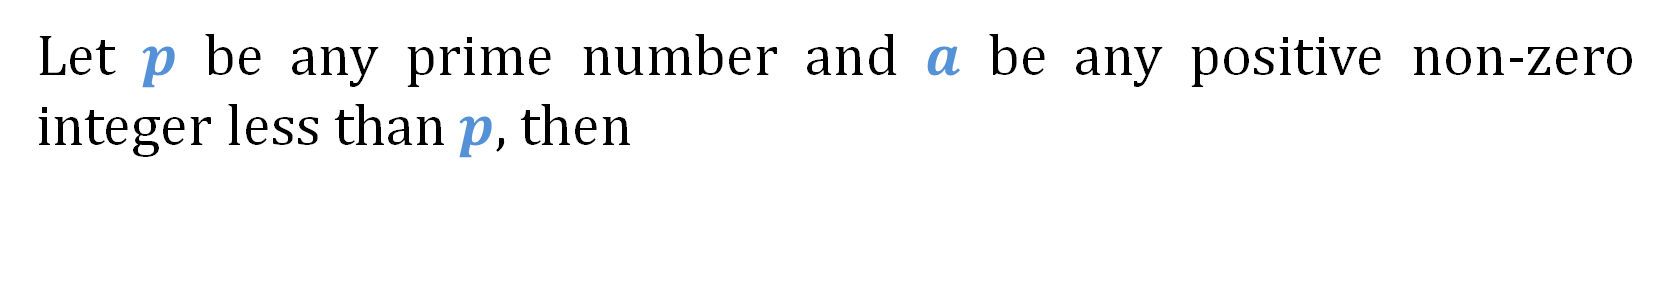 Let p be any prime number and a be any positive non-zero
integer less than p, then